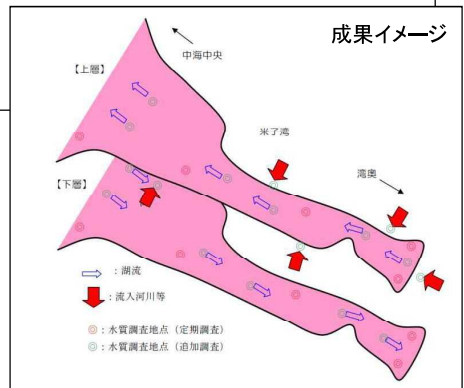 成果イメージ
中海中央
【上層】
米子湾
湾奥
【下層】
：湖流
：流入河川等
：水質調査地点（定期調査）
：水質調査地点（追加調査）